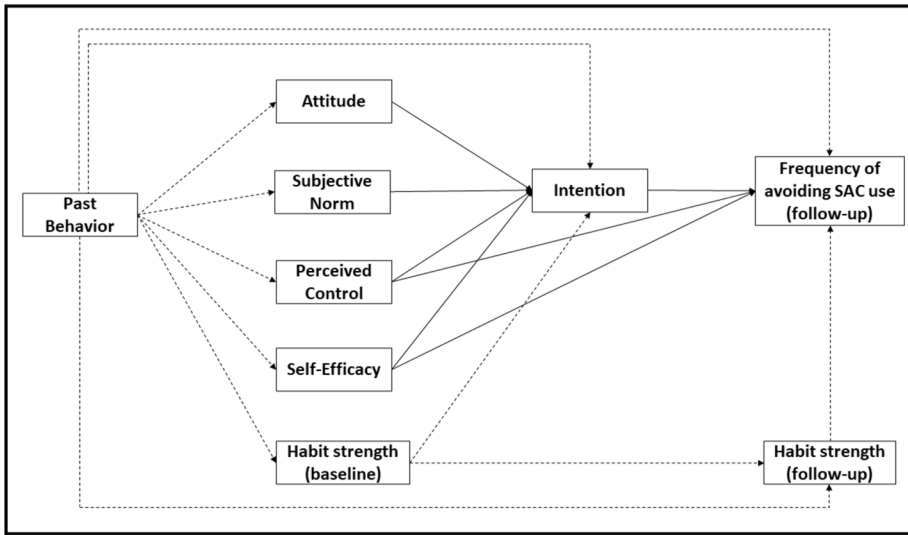 Past
Behavior
Attitude
Subjective
Norm
Perceived
Control
Self-Efficacy
Habit strength
(baseline)
Intention
Frequency of
avoiding SAC use
(follow-up)
Habit strength
(follow-up)